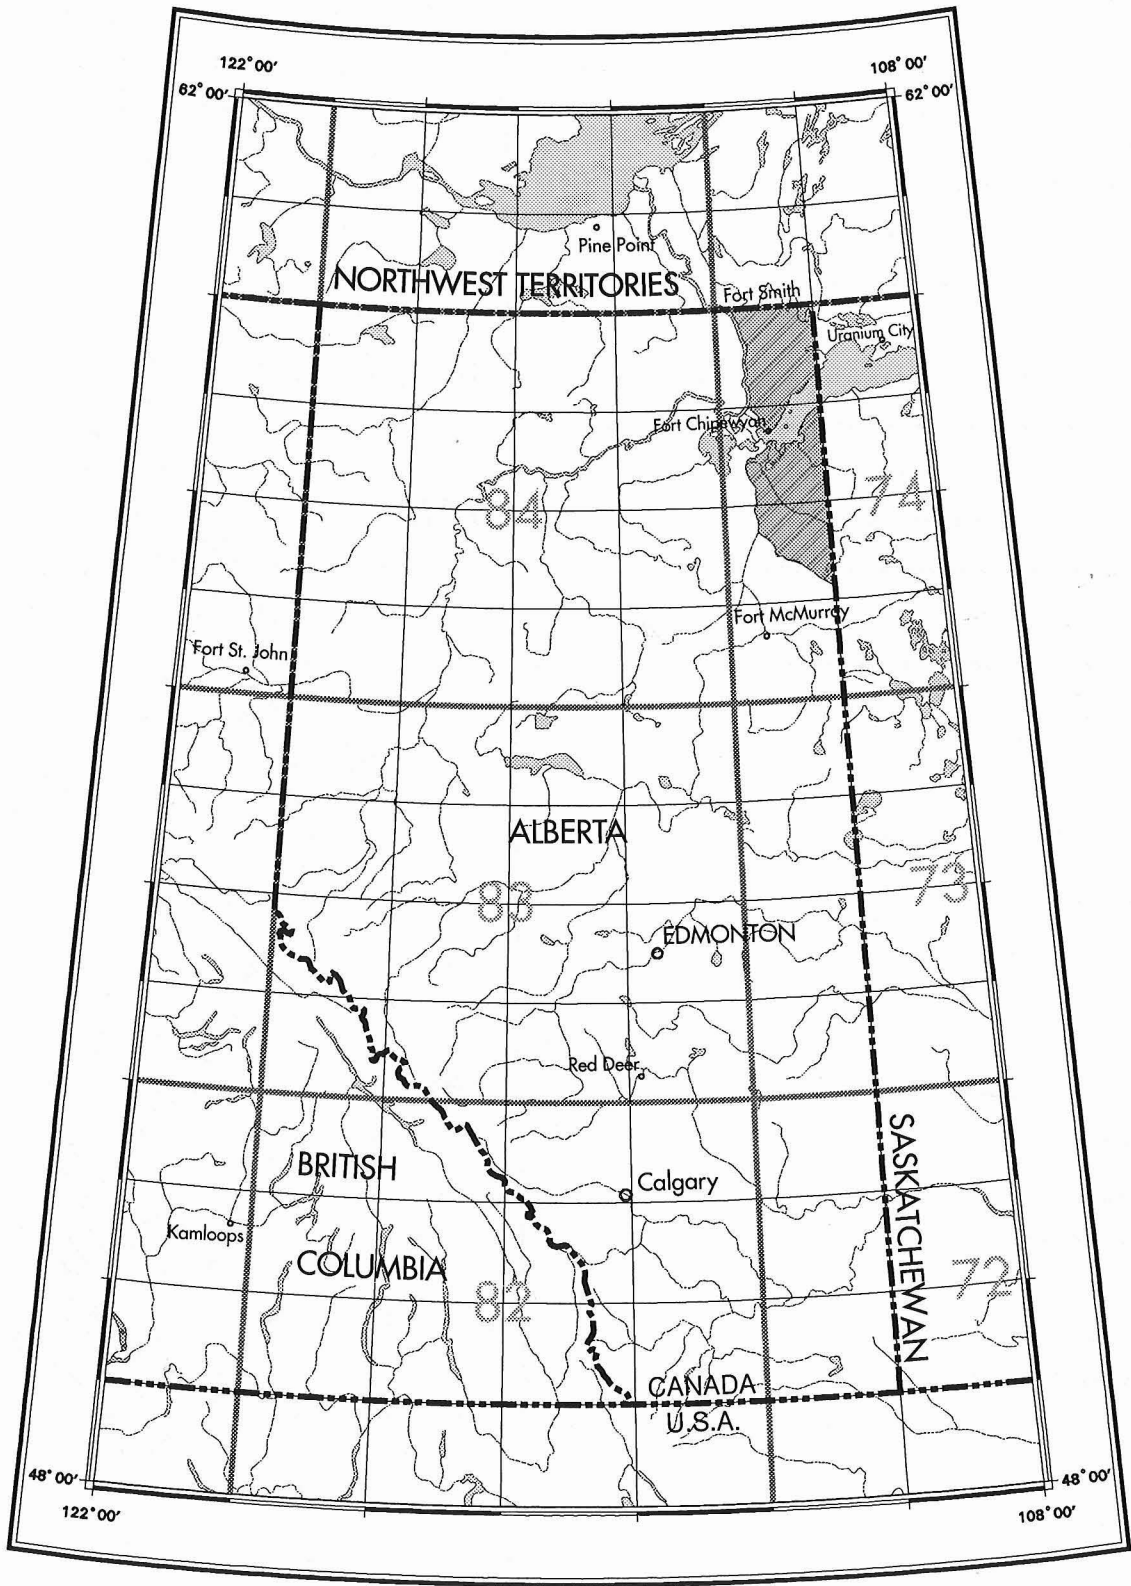 122° 00'
108° 00'
62° 00'
62° 00'
Pine Point
NORTHWEST TERRITORIES
Fort Smith
Uranium City
Fort Chipewyan
84
74
Fort McMurray
Fort St. John
ALBERTA
83
73
EDMONTON
Red Deer
SASKATCHEWAN
BRITISH
Calgary
Kamloops
COLUMBIA
82
72
CANADA
U.S.A.
48° 00'
48° 00'
122° 00'
108° 00'